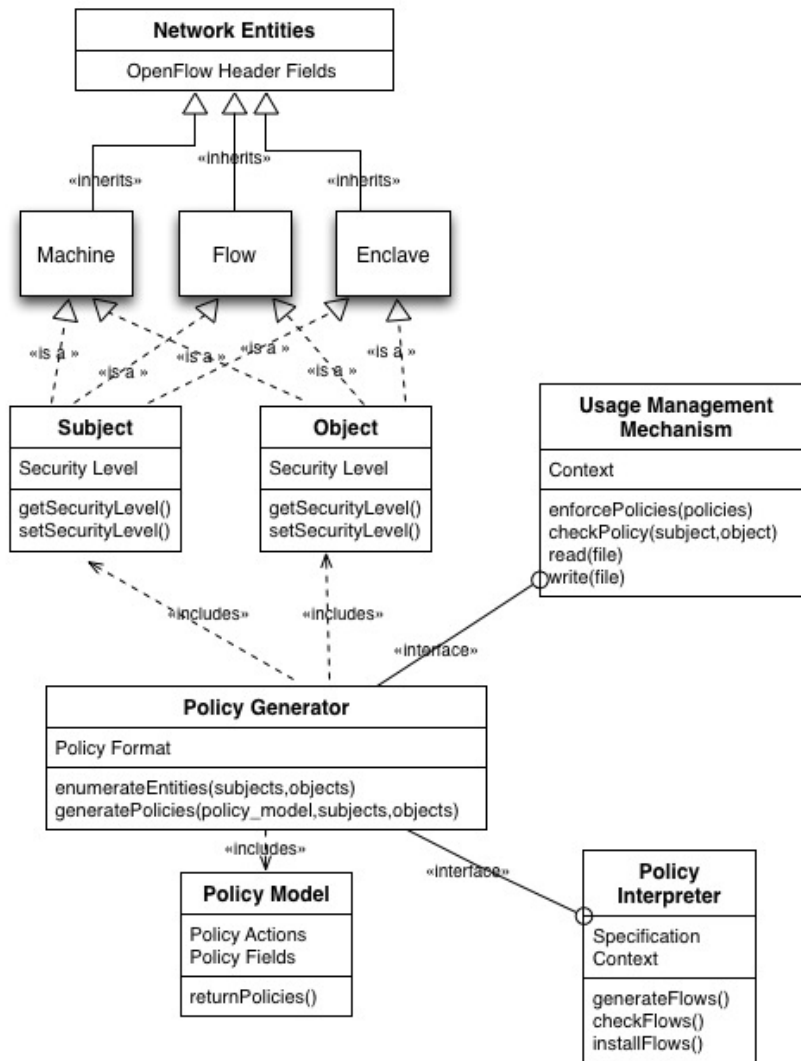 Network Entities
OpenFlow Header Fields
«inherits»
«inherits»
«inherits»
Machine
Flow
Enclave
«is a »
«is a »
«is a »
«is a »
«is a »
«is a »
Subject
Security Level
getSecurityLevel()
setSecurityLevel()
Object
Security Level
getSecurityLevel()
setSecurityLevel()
Usage Management
Mechanism
Context
enforcePolicies(policies)
checkPolicy(subject,object)
read(file)
write(file)
«includes»
«includes»
«interface»
Policy Generator
Policy Format
enumerateEntities(subjects,objects)
generatePolicies(policy_model,subjects,objects)
«includes»
«interface»
Policy Model
Policy Actions
Policy Fields
returnPolicies()
Policy
Interpreter
Specification
Context
generateFlows()
checkFlows()
installFlows()